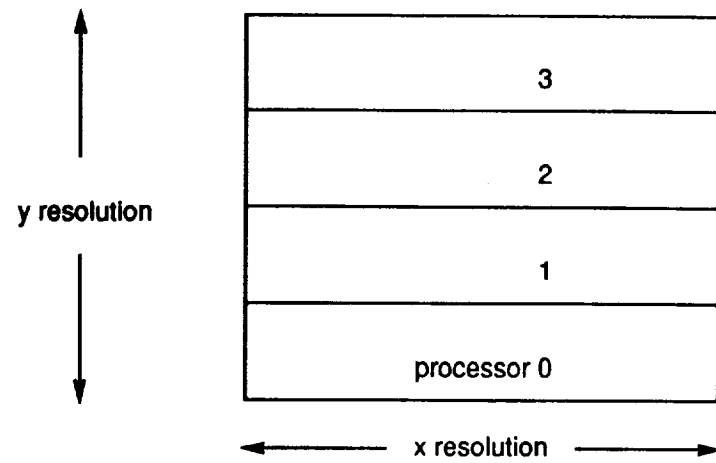 3
2
y resolution
1
processor 0
x resolution